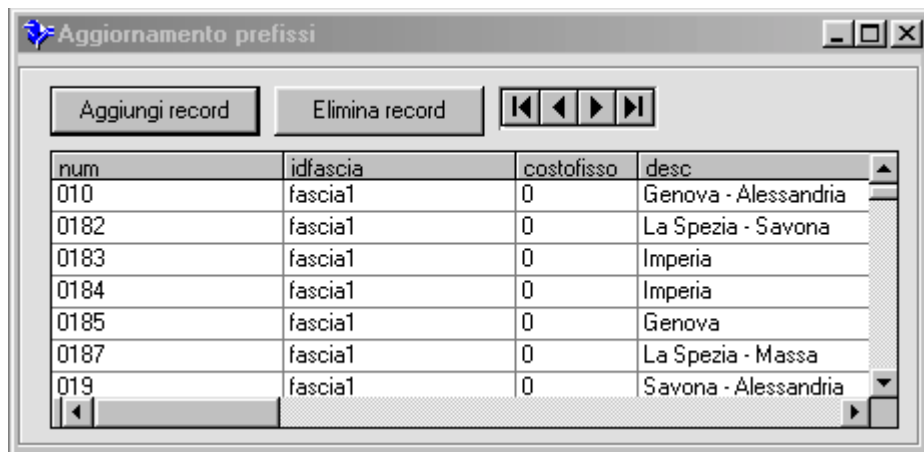 Aggiornamento prefissi
Aggiungi record Elimina record
num idfascia costofisso desc
010 fascia1 0 Genova - Alessandria
0182 fascia1 0 La Spezia - Savona
0183 fascia1 0 Imperia
0184 fascia1 0 Imperia
0185 fascia1 0 Genova
0187 fascia1 0 La Spezia - Massa
019 fascia1 0 Savona - Alessandria